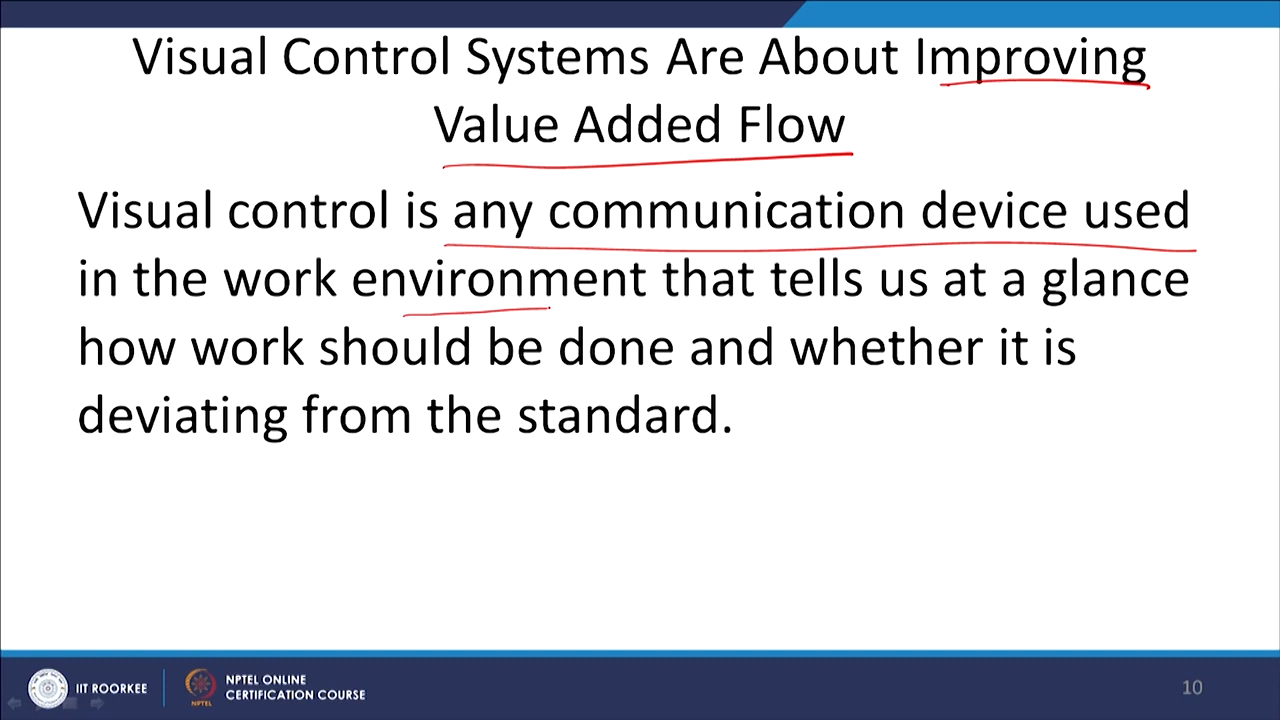 Visual Control Systems Are About Improving
Value Added Flow
Visual control is any communication device used
in the work environment that tells us at a glance
how work should be done and whether it is
deviating from the standard.
IIT ROORKEE
NPTEL
NPTEL ONLINE
CERTIFICATION COURSE
10